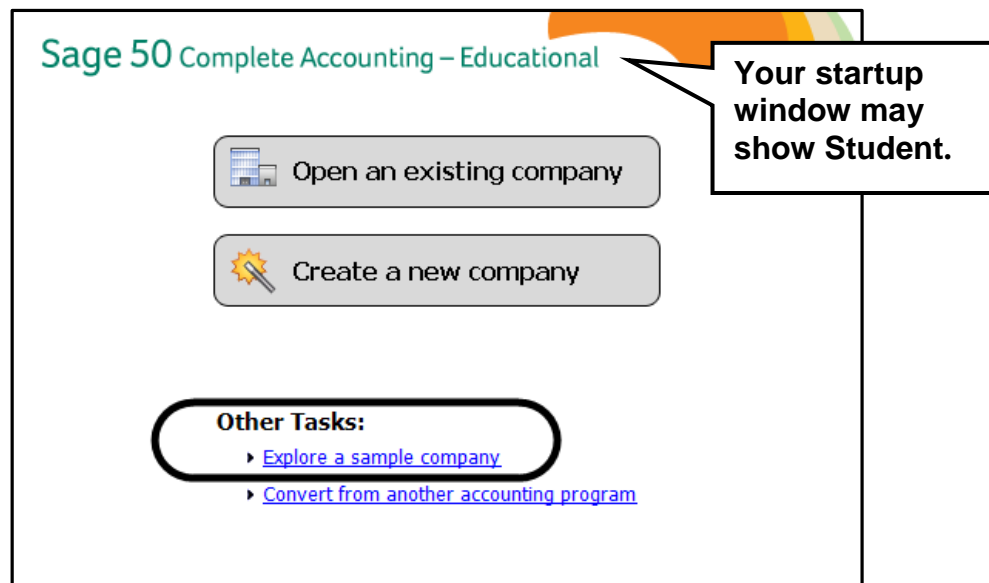 Sage 50 Complete Accounting – Educational
Your startup
window may
show Student.
Open an existing company
Create a new company
Other Tasks:
Explore a sample company
Convert from another accounting program